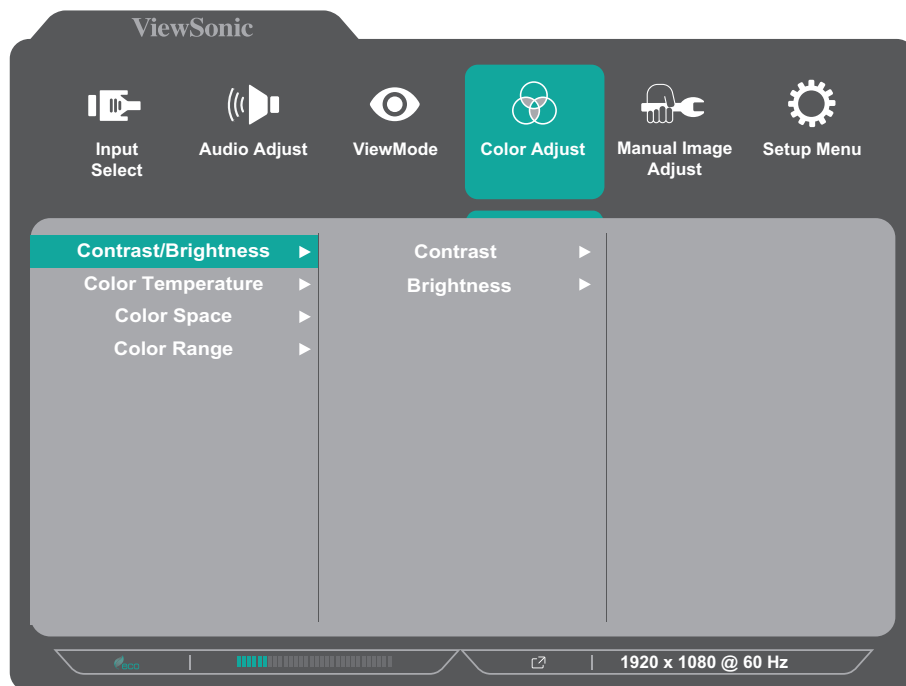 ViewSonic
Input
Select
Audio Adjust
ViewMode
Color Adjust
Manual Image
Adjust
Setup Menu
Contrast/Brightness
Color Temperature
Color Space
Color Range
Contrast
Brightness
eco
1920 x 1080 @ 60 Hz